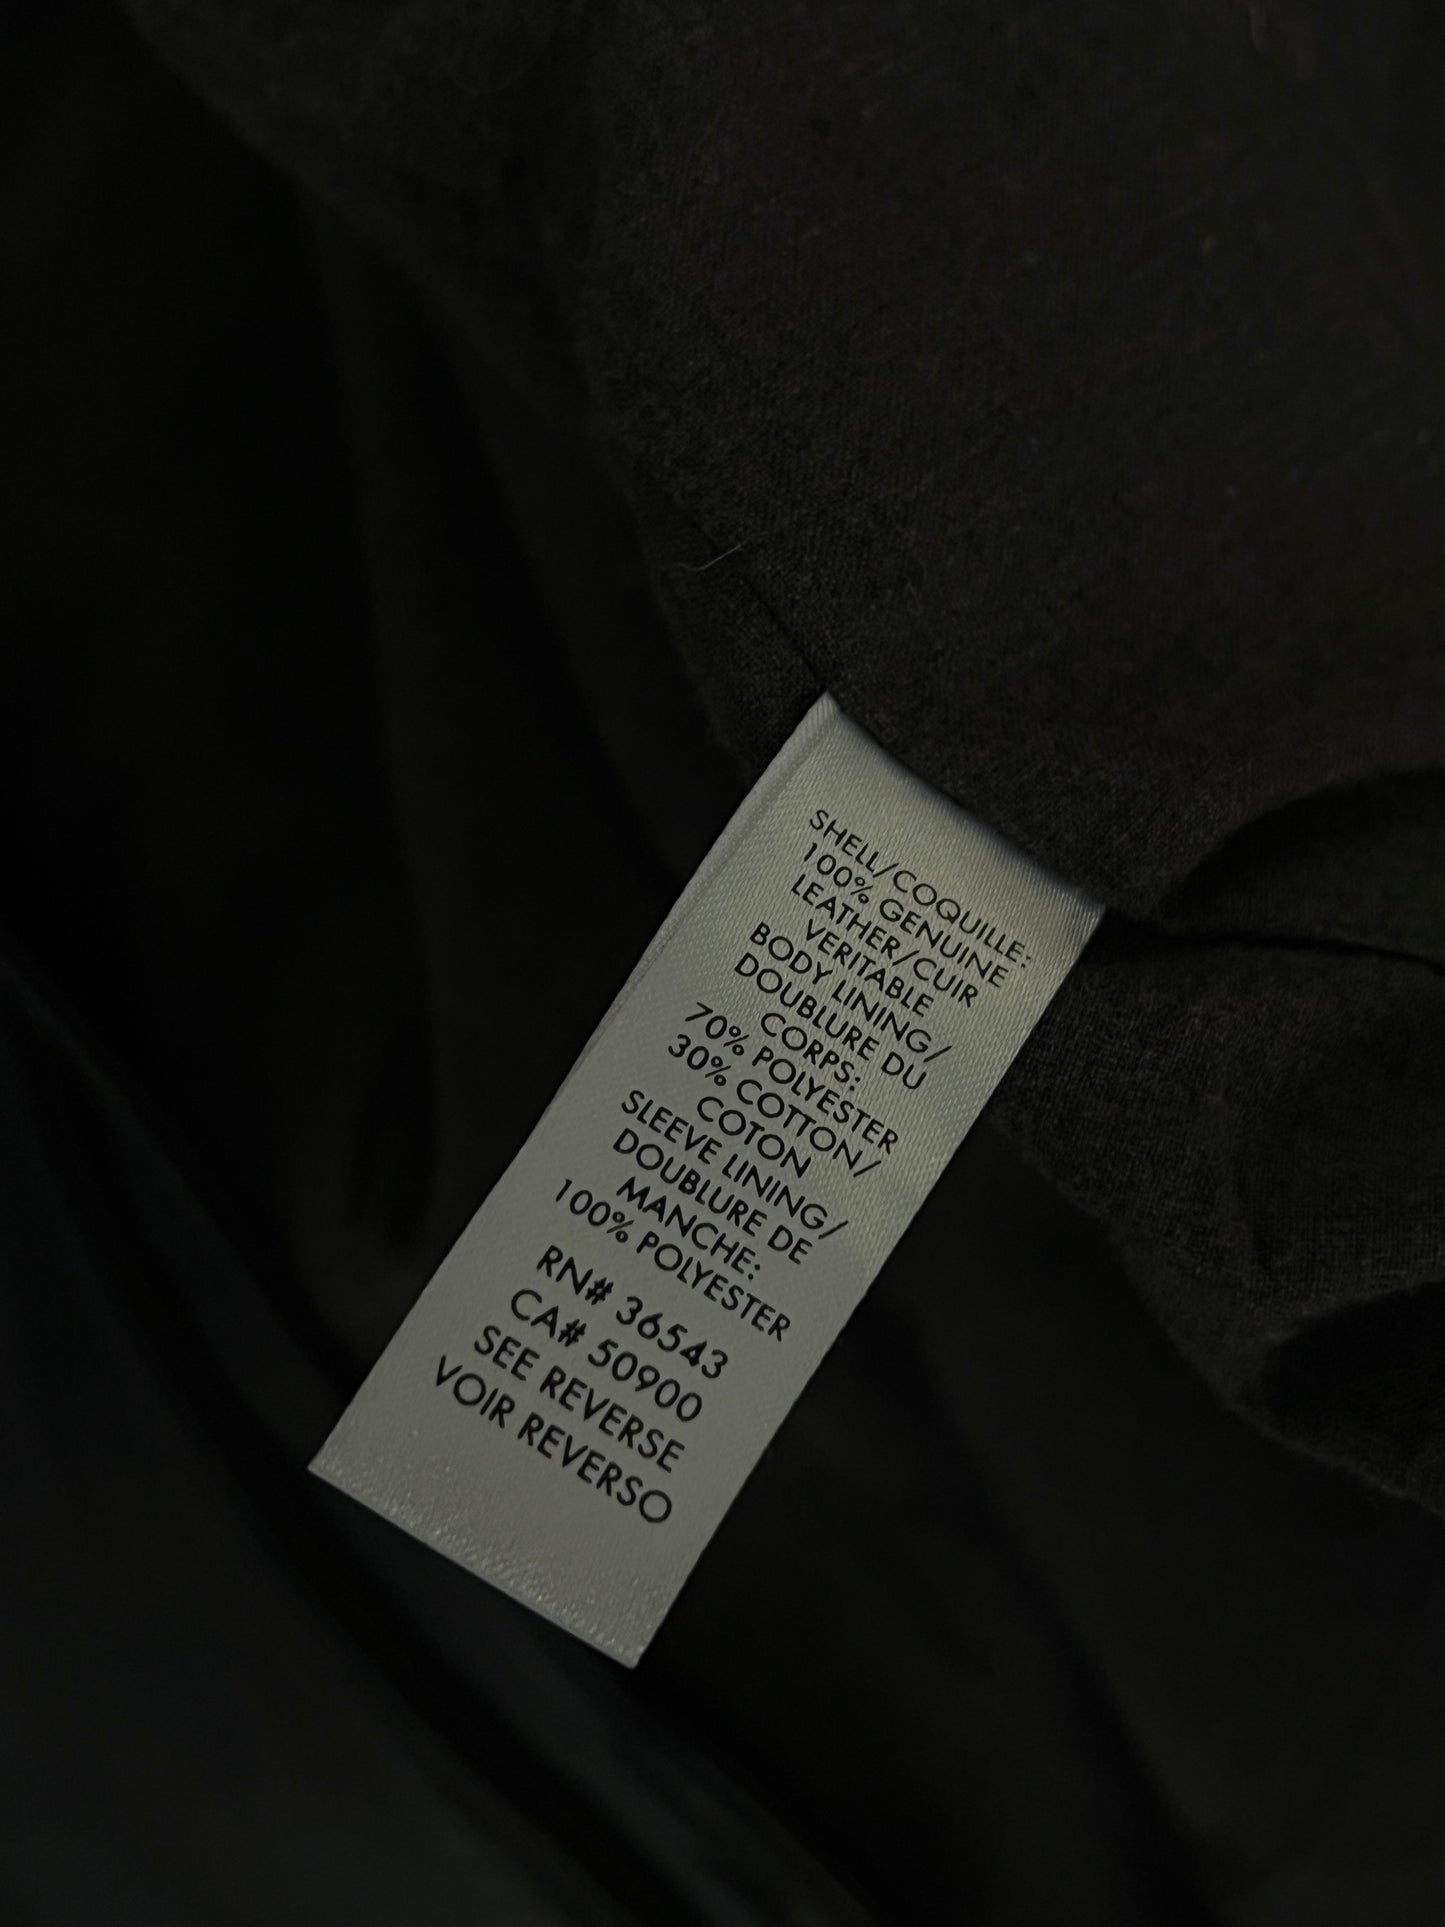 SHELL/COQUILLE:
100% GENUINE
LEATHER/CUIR
VERITABLE
BODY LINING/
DOUBLURE DU
CORPS:
70% POLYESTER
30% COTTON/
COTON
SLEEVE LINING/
DOUBLURE DE
MANCHE:
100% POLYESTER
RN# 36543
CA# 50900
SEE REVERSE
VOIR REVERSO